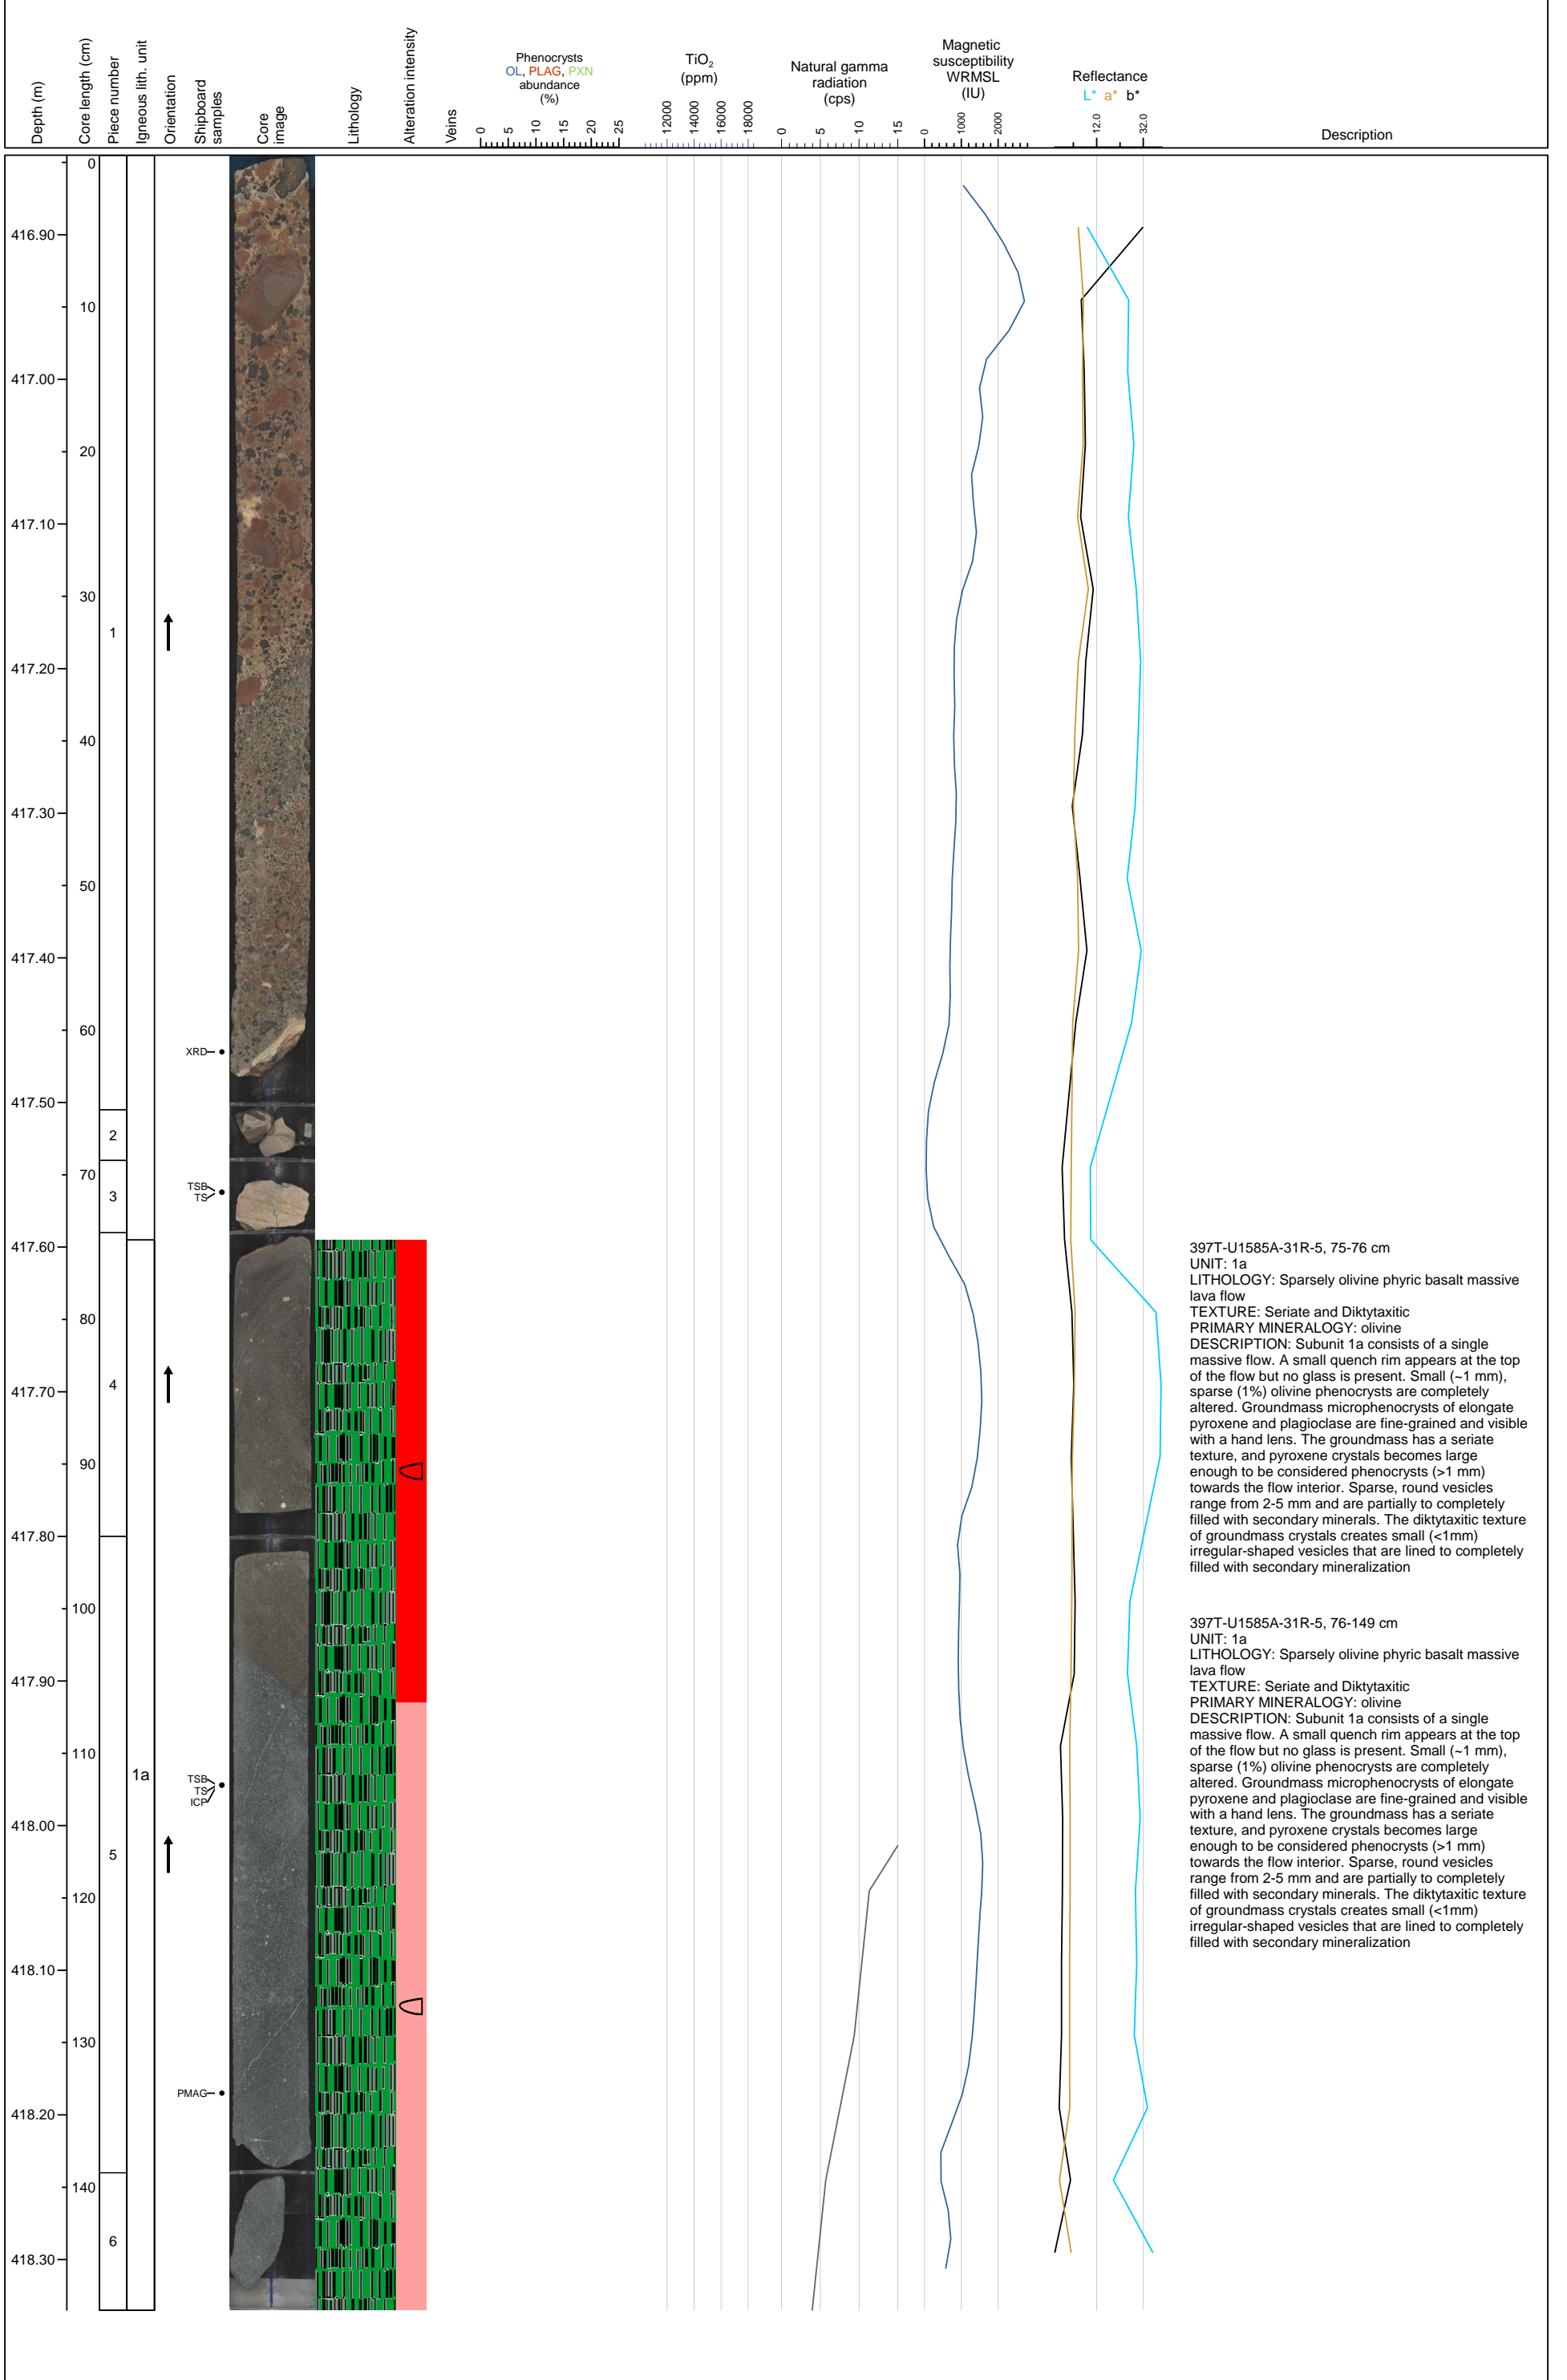 Depth (m)
Core length (cm)
Piece number
Igneous lith. unit
Orientation
Shipboard
samples
Core
image
Lithology
Alteration intensity
Veins
Phenocrysts
OL, PLAG, PXN
abundance
(%)
0 5 10 15 20 25
TiO2
(ppm)
12000 14000 16000 18000
Natural gamma
radiation
(cps)
0 5 10 15
Magnetic
susceptibility
WRMSL
(IU)
0 1000 2000
Reflectance
L* a* b*
12.0 32.0
Description
0
416.90
10
417.00
20
417.10
30
1
417.20
40
417.30
50
417.40
60
XRD
417.50
2
70
TSB
TS
3
417.60
80
4
417.70
90
417.80
100
417.90
110
1a
TSB
TS
ICP
418.00
5
120
418.10
130
PMAG
418.20
140
6
418.30
397T-U1585A-31R-5, 75-76 cm
UNIT: 1a
LITHOLOGY: Sparsely olivine phyric basalt massive
lava flow
TEXTURE: Seriate and Diktytaxitic
PRIMARY MINERALOGY: olivine
DESCRIPTION: Subunit 1a consists of a single
massive flow. A small quench rim appears at the top
of the flow but no glass is present. Small (~1 mm),
sparse (1%) olivine phenocrysts are completely
altered. Groundmass microphenocrysts of elongate
pyroxene and plagioclase are fine-grained and visible
with a hand lens. The groundmass has a seriate
texture, and pyroxene crystals becomes large
enough to be considered phenocrysts (>1 mm)
towards the flow interior. Sparse, round vesicles
range from 2-5 mm and are partially to completely
filled with secondary minerals. The diktytaxitic texture
of groundmass crystals creates small (<1mm)
irregular-shaped vesicles that are lined to completely
filled with secondary mineralization
397T-U1585A-31R-5, 76-149 cm
UNIT: 1a
LITHOLOGY: Sparsely olivine phyric basalt massive
lava flow
TEXTURE: Seriate and Diktytaxitic
PRIMARY MINERALOGY: olivine
DESCRIPTION: Subunit 1a consists of a single
massive flow. A small quench rim appears at the top
of the flow but no glass is present. Small (~1 mm),
sparse (1%) olivine phenocrysts are completely
altered. Groundmass microphenocrysts of elongate
pyroxene and plagioclase are fine-grained and visible
with a hand lens. The groundmass has a seriate
texture, and pyroxene crystals becomes large
enough to be considered phenocrysts (>1 mm)
towards the flow interior. Sparse, round vesicles
range from 2-5 mm and are partially to completely
filled with secondary minerals. The diktytaxitic texture
of groundmass crystals creates small (<1mm)
irregular-shaped vesicles that are lined to completely
filled with secondary mineralization